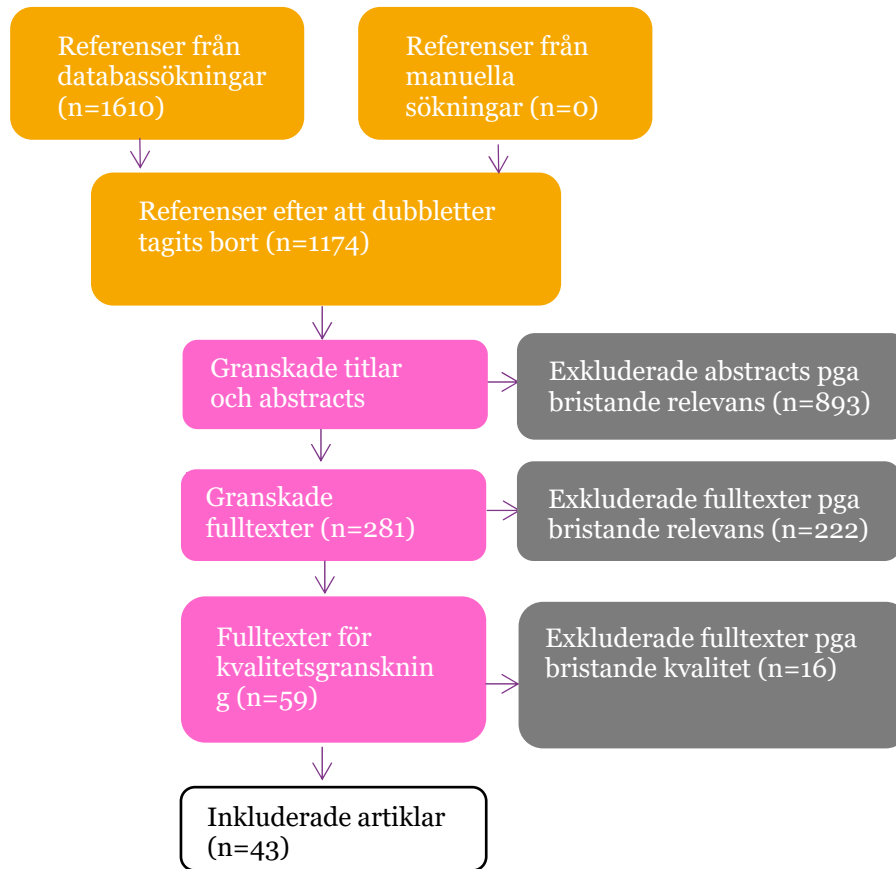 Referenser från
databassökningar
(n=1610)
Referenser från
manuella
sökningar (n=0)
Referenser efter att dubbletter
tagits bort (n=1174)
Granskade titlar
och abstracts
Exkluderade abstracts pga
bristande relevans (n=893)
Granskade
fulltexter (n=281)
Exkluderade fulltexter pga
bristande relevans (n=222)
Fulltexter för
kvalitetsgransknin
g (n=59)
Exkluderade fulltexter pga
bristande kvalitet (n=16)
Inkluderade artiklar
(n=43)